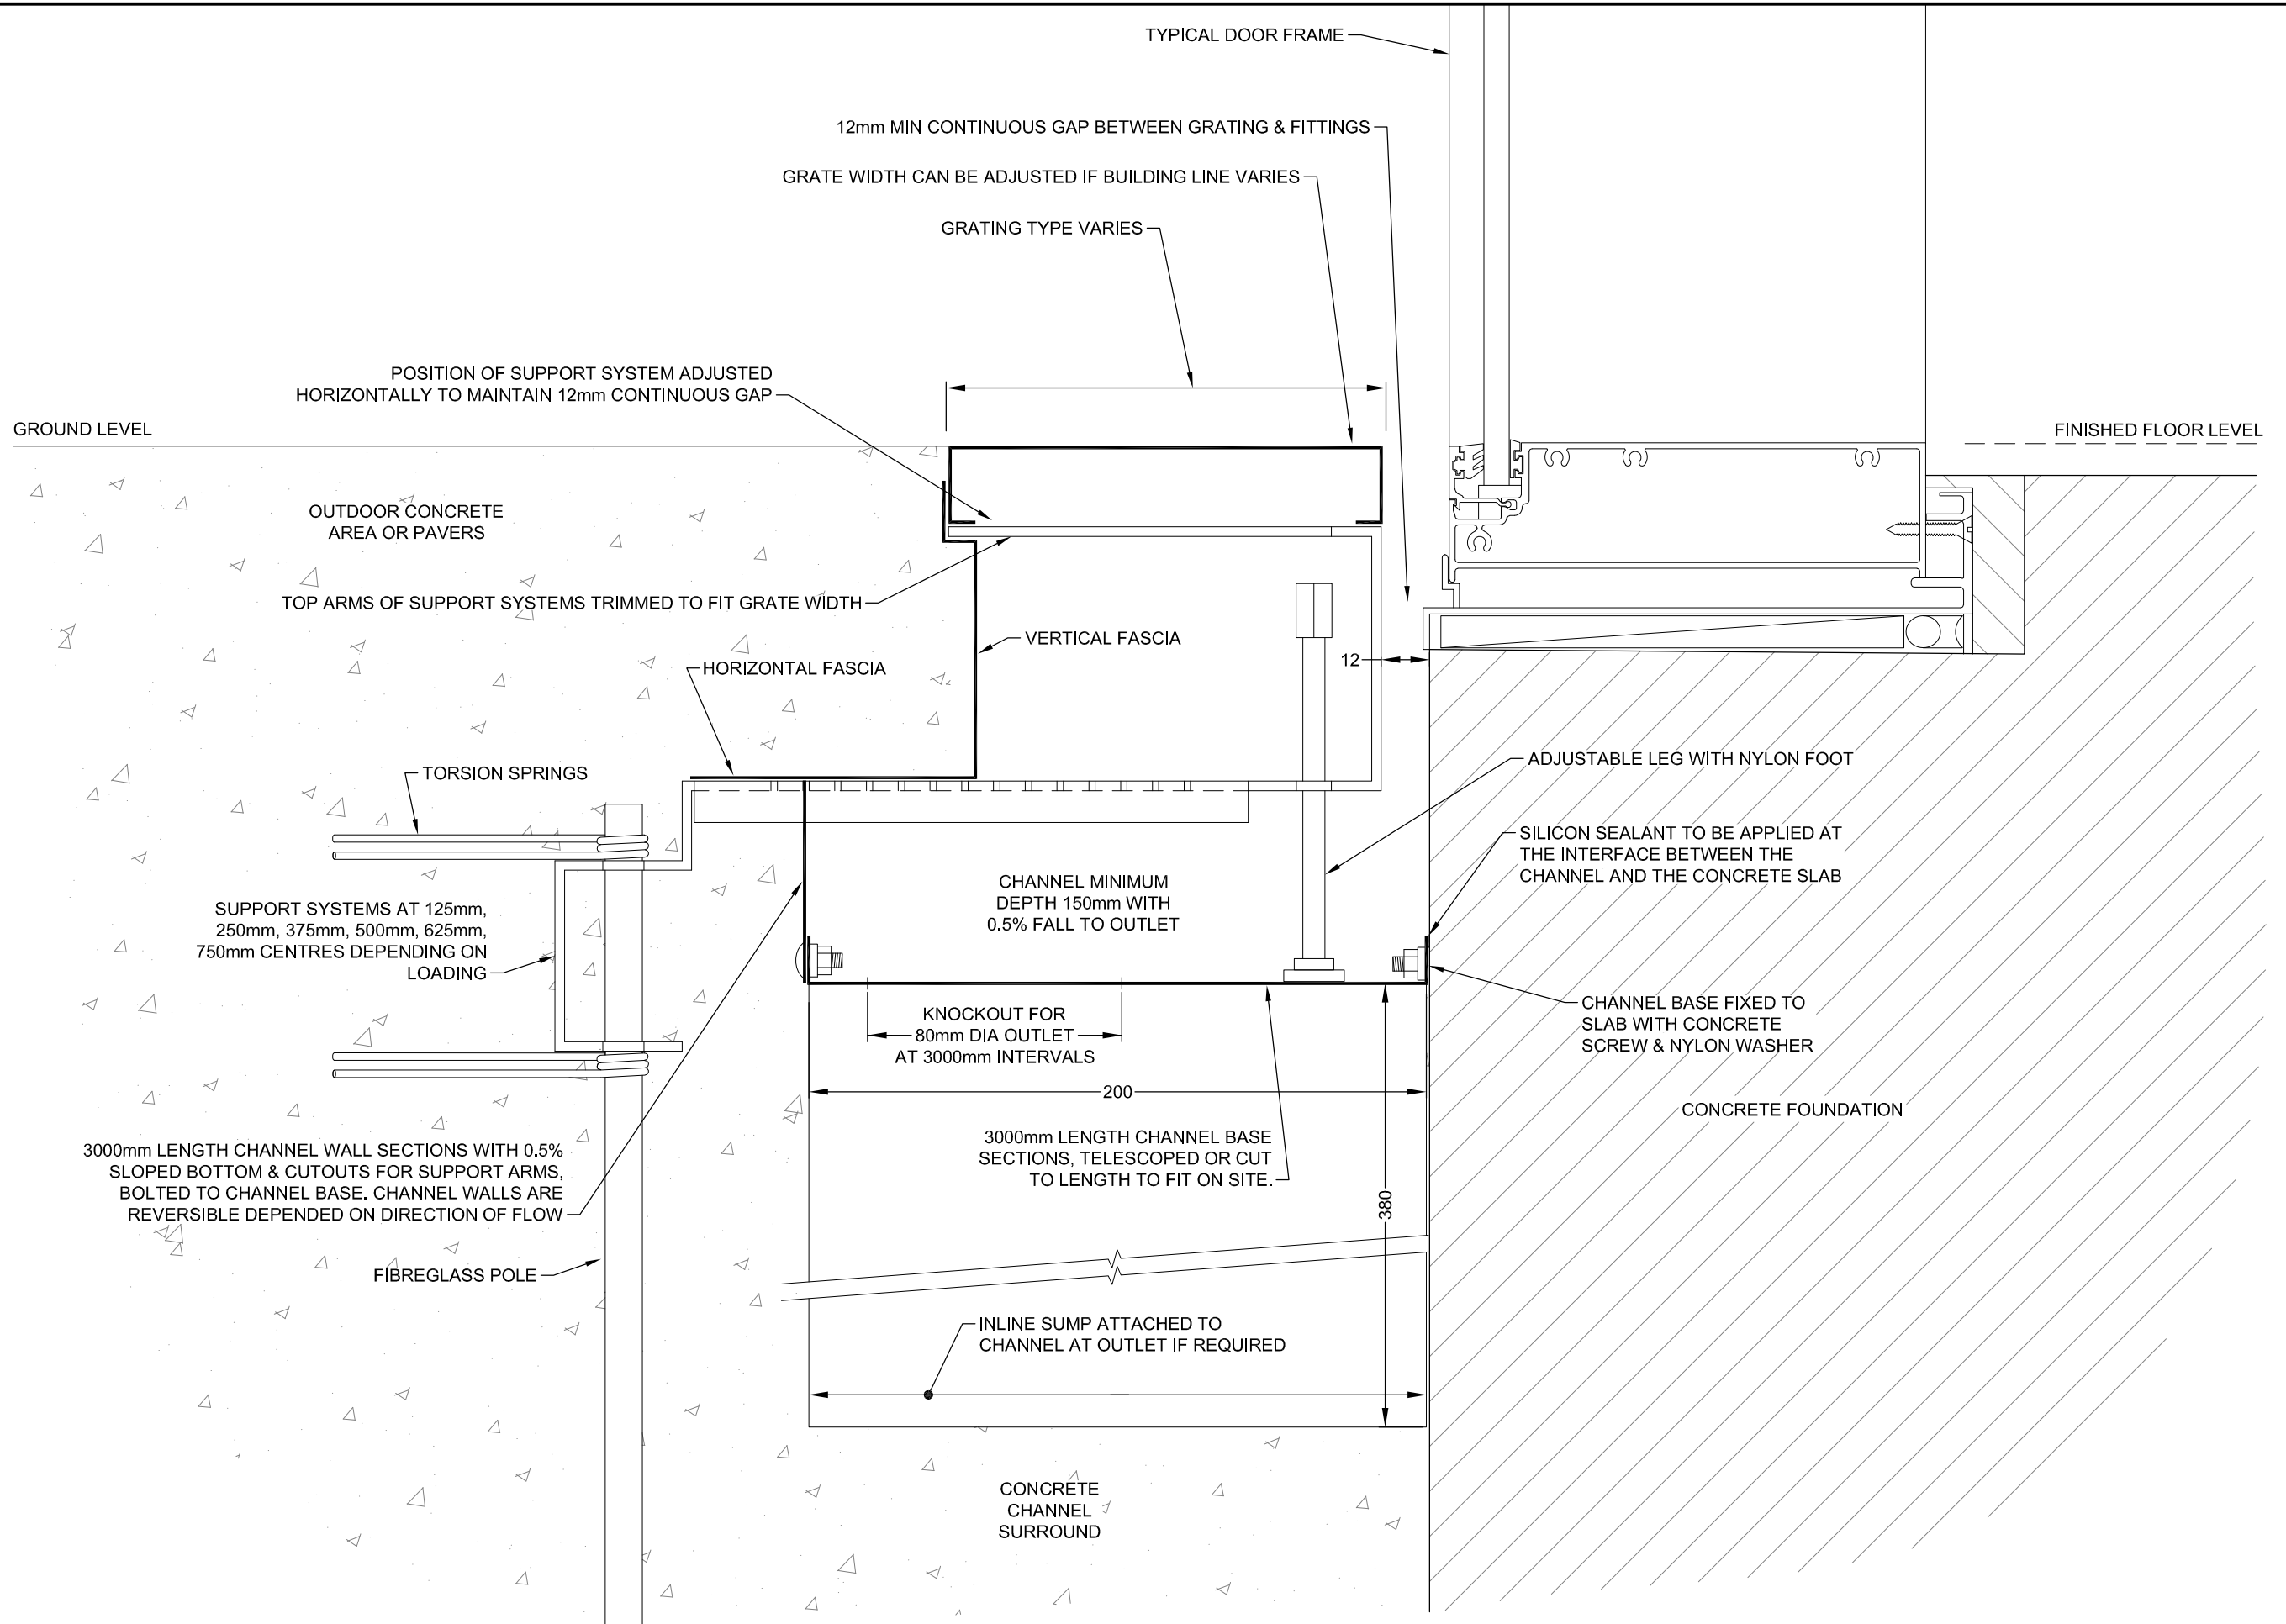 TYPICAL DOOR FRAME
12mm MIN CONTINUOUS GAP BETWEEN GRATING & FITTINGS
GRATE WIDTH CAN BE ADJUSTED IF BUILDING LINE VARIES
GRATING TYPE VARIES
POSITION OF SUPPORT SYSTEM ADJUSTED
HORIZONTALLY TO MAINTAIN 12mm CONTINUOUS GAP
GROUND LEVEL
FINISHED FLOOR LEVEL
OUTDOOR CONCRETE
AREA OR PAVERS
TOP ARMS OF SUPPORT SYSTEMS TRIMMED TO FIT GRATE WIDTH
VERTICAL FASCIA
HORIZONTAL FASCIA
12
TORSION SPRINGS
ADJUSTABLE LEG WITH NYLON FOOT
SILICON SEALANT TO BE APPLIED AT
THE INTERFACE BETWEEN THE
CHANNEL AND THE CONCRETE SLAB
CHANNEL MINIMUM
DEPTH 150mm WITH
0.5% FALL TO OUTLET
SUPPORT SYSTEMS AT 125mm,
250mm, 375mm, 500mm, 625mm,
750mm CENTRES DEPENDING ON
LOADING
KNOCKOUT FOR
80mm DIA OUTLET
AT 3000mm INTERVALS
CHANNEL BASE FIXED TO
SLAB WITH CONCRETE
SCREW & NYLON WASHER
200
CONCRETE FOUNDATION
3000mm LENGTH CHANNEL WALL SECTIONS WITH 0.5%
SLOPED BOTTOM & CUTOUTS FOR SUPPORT ARMS,
BOLTED TO CHANNEL BASE. CHANNEL WALLS ARE
REVERSIBLE DEPENDED ON DIRECTION OF FLOW
3000mm LENGTH CHANNEL BASE
SECTIONS, TELESCOPED OR CUT
TO LENGTH TO FIT ON SITE.
380
FIBREGLASS POLE
INLINE SUMP ATTACHED TO
CHANNEL AT OUTLET IF REQUIRED
CONCRETE
CHANNEL
SURROUND